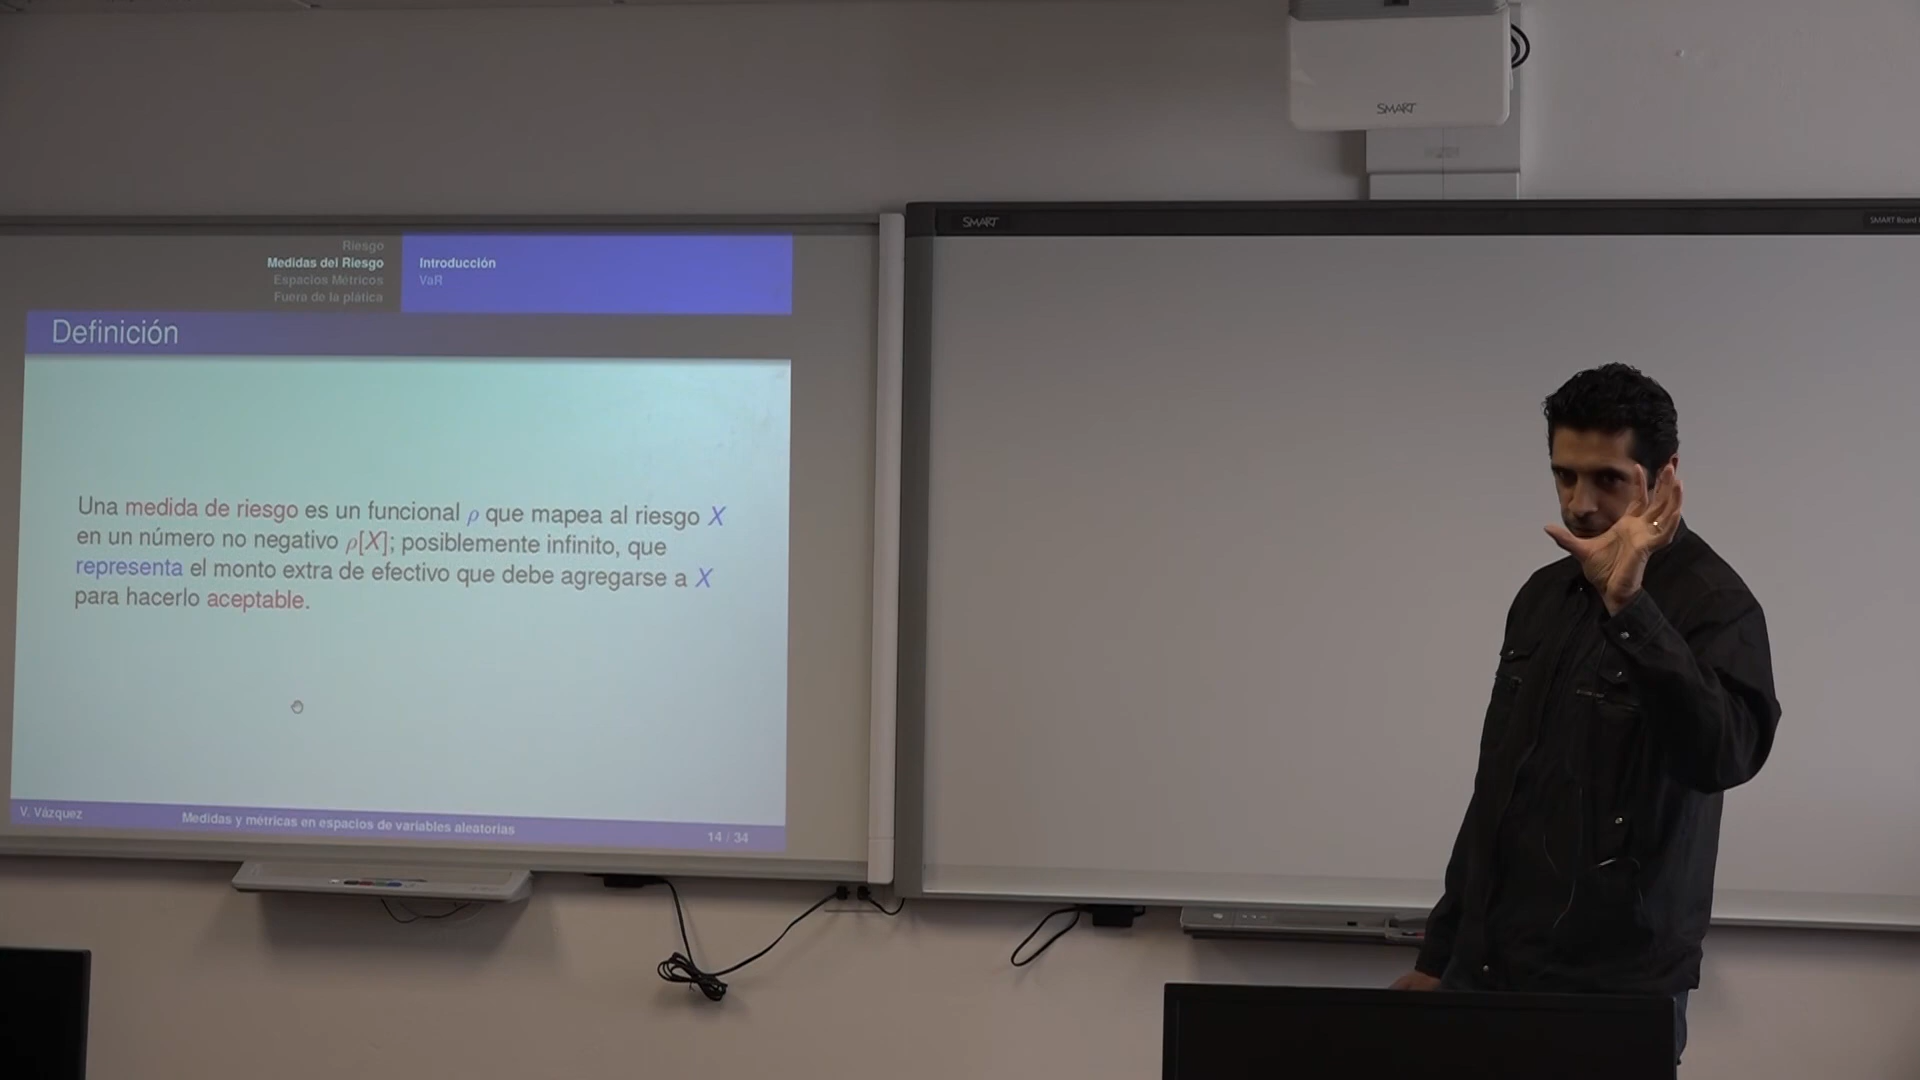 SMART
SMART
SMART Board
Riesgo
Medidas del Riesgo
Espacios Métricos
Fuera de la plática
Introducción
VaR
Definición
Una medida de riesgo es un funcional ρ que mapea al riesgo X
en un número no negativo ρ[X]; posiblemente infinito, que
representa el monto extra de efectivo que debe agregarse a X
para hacerlo aceptable.
V. Vázquez
Medidas y métricas en espacios de variables aleatorias
14 / 34